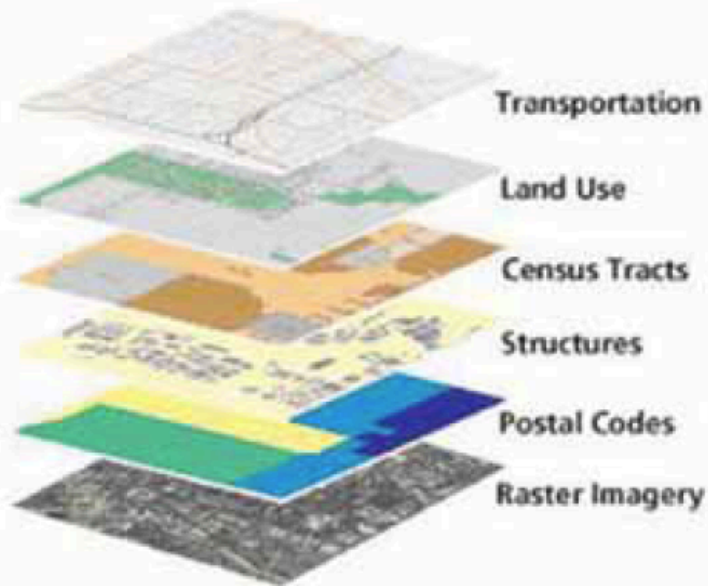 Transportation
Land Use
Census Tracts
Structures
Postal Codes
Raster Imagery